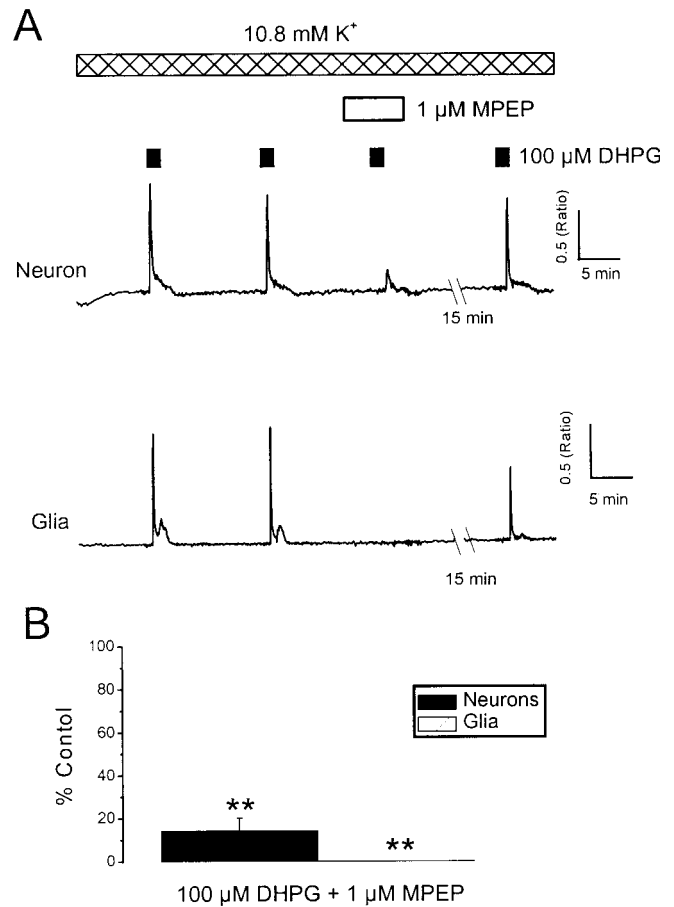 A
10.8 mM K⁺
1 µM MPEP
100 µM DHPG
Neuron
0.5 (Ratio)
5 min
15 min
Glia
0.5 (Ratio)
5 min
15 min
B
% Contol
100
80
60
40
20
0
Neurons
Glia
**
**
100 µM DHPG + 1 µM MPEP